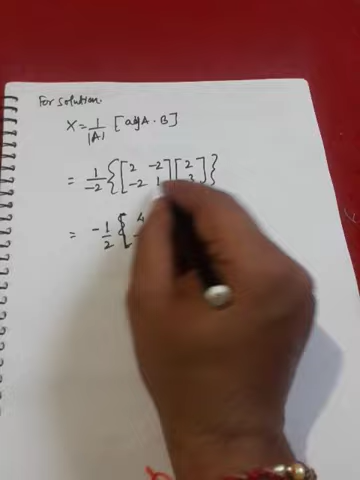 For solution.
X = 1/|A| [adjA . B]
= 1/-2 { [ 2 -2 -2 1 ] [ 2 3 ] }
= -1/2 { [ 4